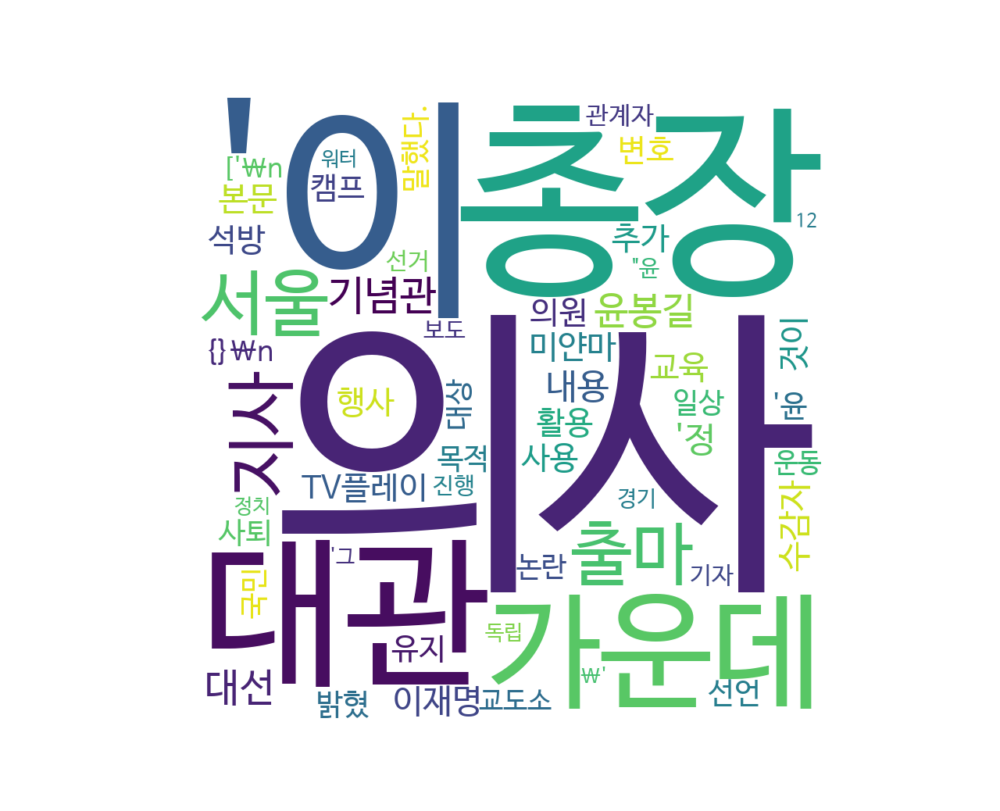 '이
총장
관계자
변호
말했다.
워터
['₩n
캠프
본문
12
석방
추가
선거
"윤
서울
기념관
의원
윤봉길
보도
{}₩n
미얀마
것이
의사
교육
지사
행사
대상
내용
일상
'윤
활용
'정
목적
사용
운동
TV플레이
진행
경기
정치
수감자
사퇴
출마
'그
논란
기자
대관
국민
가운데
독립
유지
₩'
대선
밝혔
이재명
교도소
선언